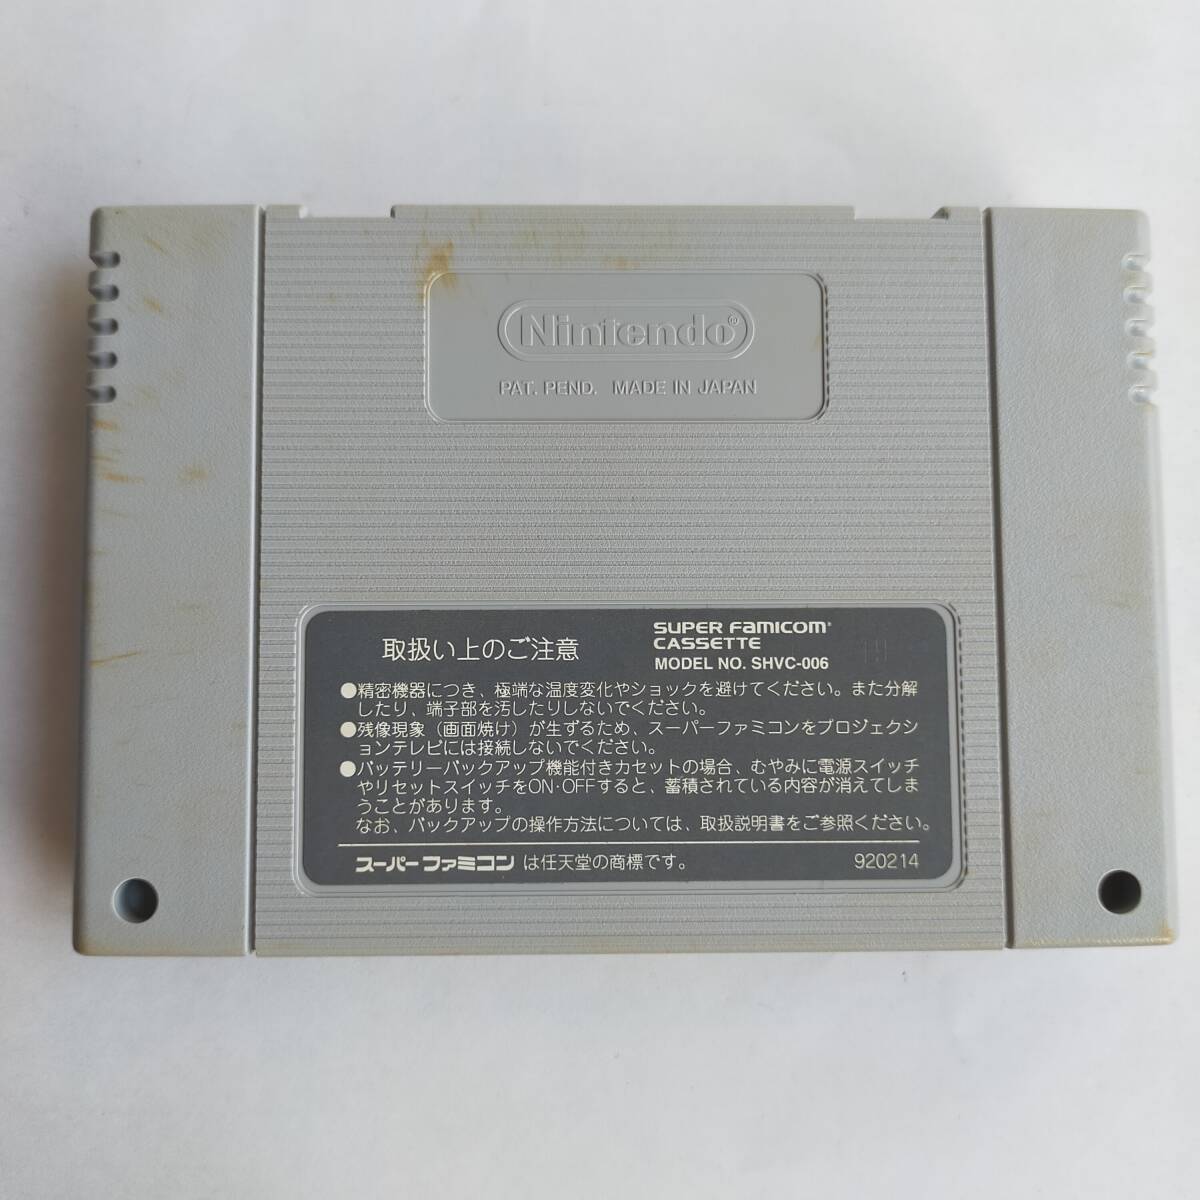 Nintendo®
PAT. PEND. MADE IN JAPAN
取扱い上のご注意
SUPER FAMICOM®
CASSETTE
MODEL NO. SHVC-006
●精密機器につき、極端な温度変化やショックを避けてください。また分解
したり、端子部を汚したりしないでください。
●残像現象（画面焼け）が生ずるため、スーパーファミコンをプロジェクシ
ョンテレビには接続しないでください。
●バッテリーバックアップ機能付きカセットの場合、むやみに電源スイッチ
やリセットスイッチをON・OFFすると、蓄積されている内容が消えてしま
うことがあります。
なお、バックアップの操作方法については、取扱説明書をご参照ください。
スーパーファミコン は任天堂の商標です。
920214